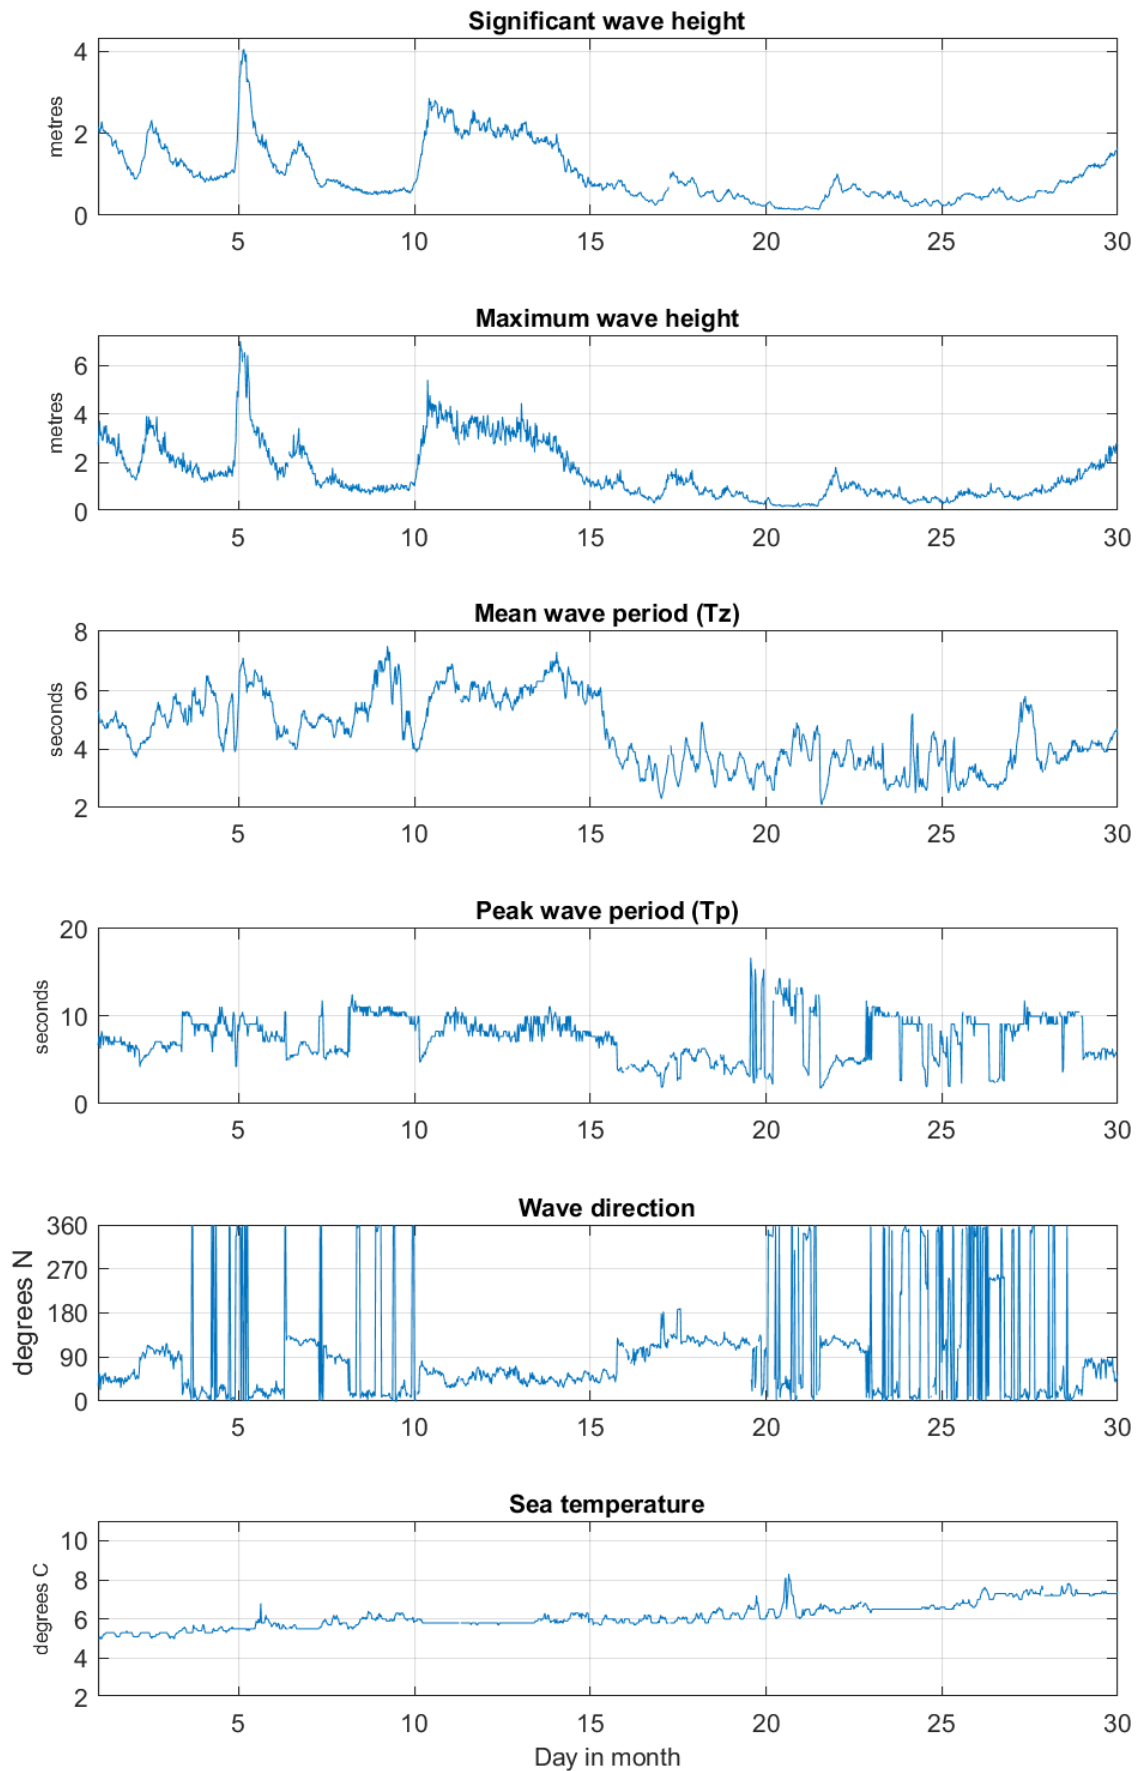 Significant wave height
4
2
0
metres
5 10 15 20 25 30
Maximum wave height
6
4
2
0
metres
5 10 15 20 25 30
Mean wave period (Tz)
8
6
4
2
seconds
5 10 15 20 25 30
Peak wave period (Tp)
20
10
0
seconds
5 10 15 20 25 30
Wave direction
360
270
180
90
0
degrees N
5 10 15 20 25 30
Sea temperature
10
8
6
4
2
degrees C
5 10 15 20 25 30
Day in month